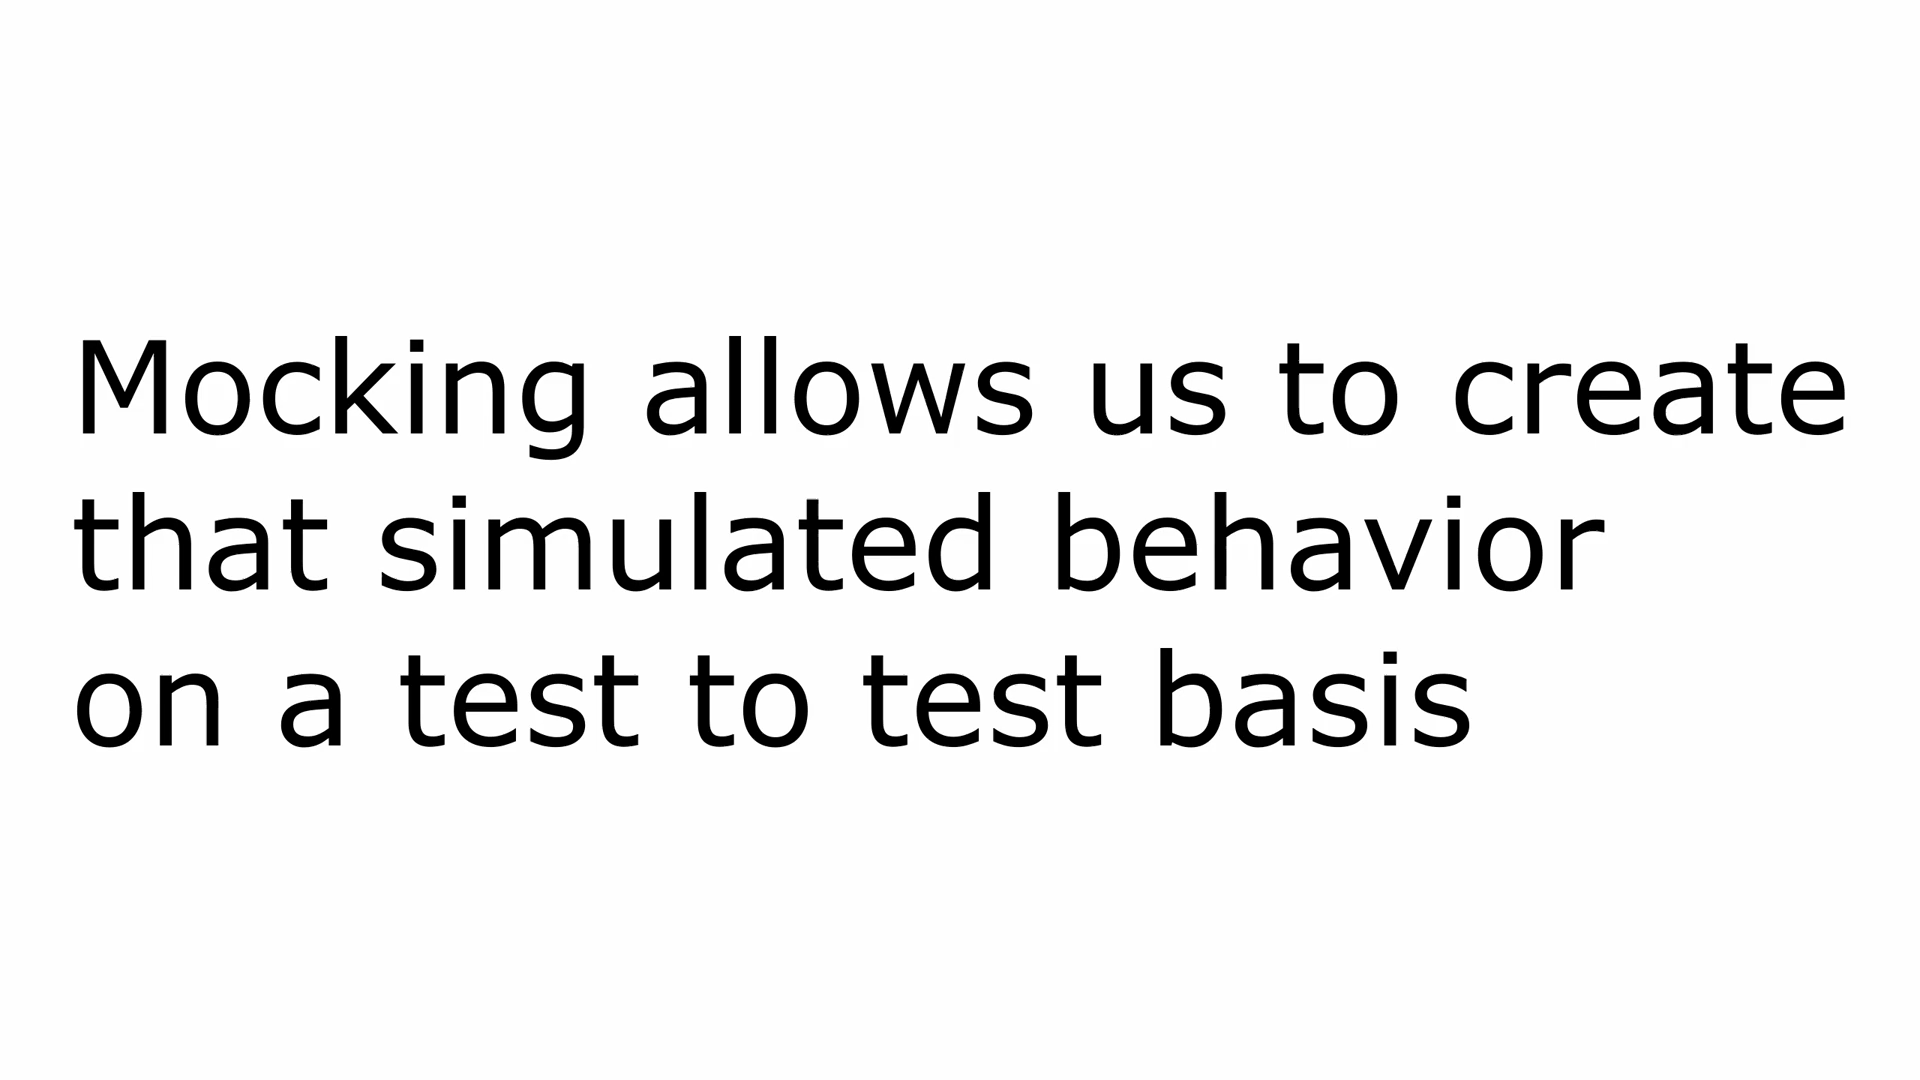 Mocking allows us to create
that simulated behavior
on a test to test basis